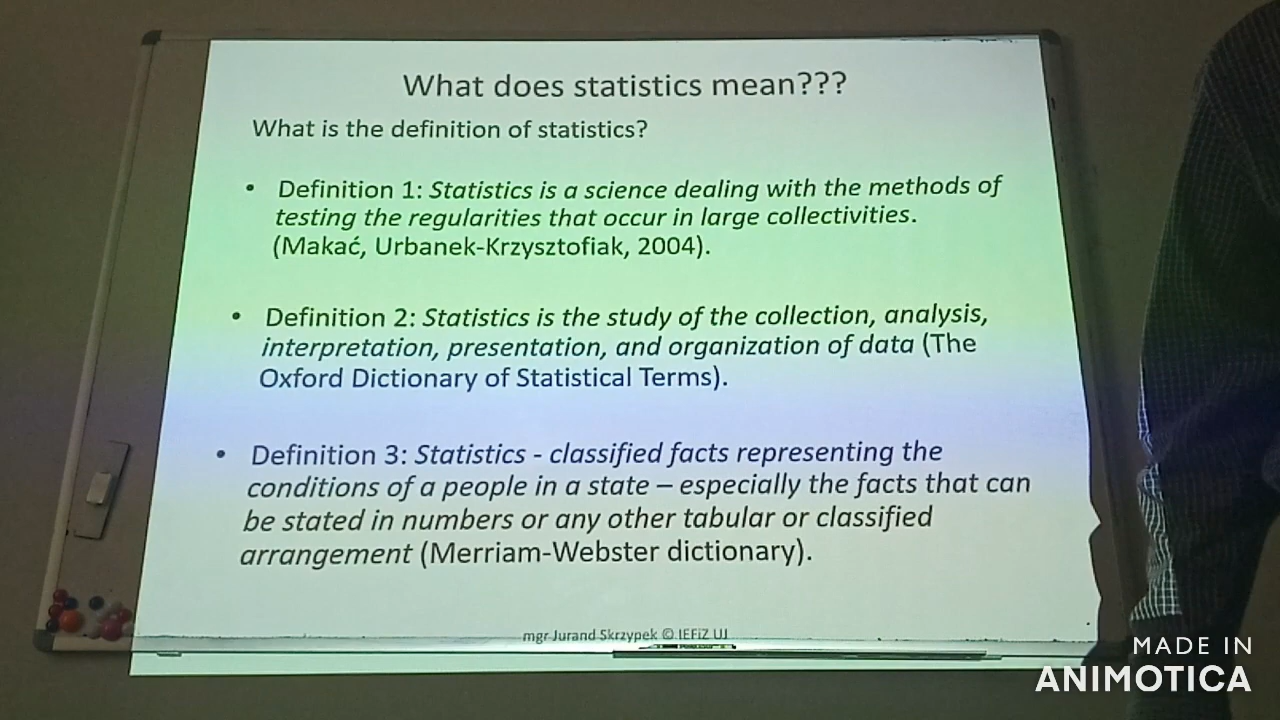 What does statistics mean???
What is the definition of statistics?
• Definition 1: Statistics is a science dealing with the methods of
testing the regularities that occur in large collectivities.
(Makać, Urbanek-Krzysztofiak, 2004).
• Definition 2: Statistics is the study of the collection, analysis,
interpretation, presentation, and organization of data (The
Oxford Dictionary of Statistical Terms).
• Definition 3: Statistics - classified facts representing the
conditions of a people in a state – especially the facts that can
be stated in numbers or any other tabular or classified
arrangement (Merriam-Webster dictionary).
mgr Jurand Skrzypek © IEFiZ UJ
MADE IN
ANIMOTICA